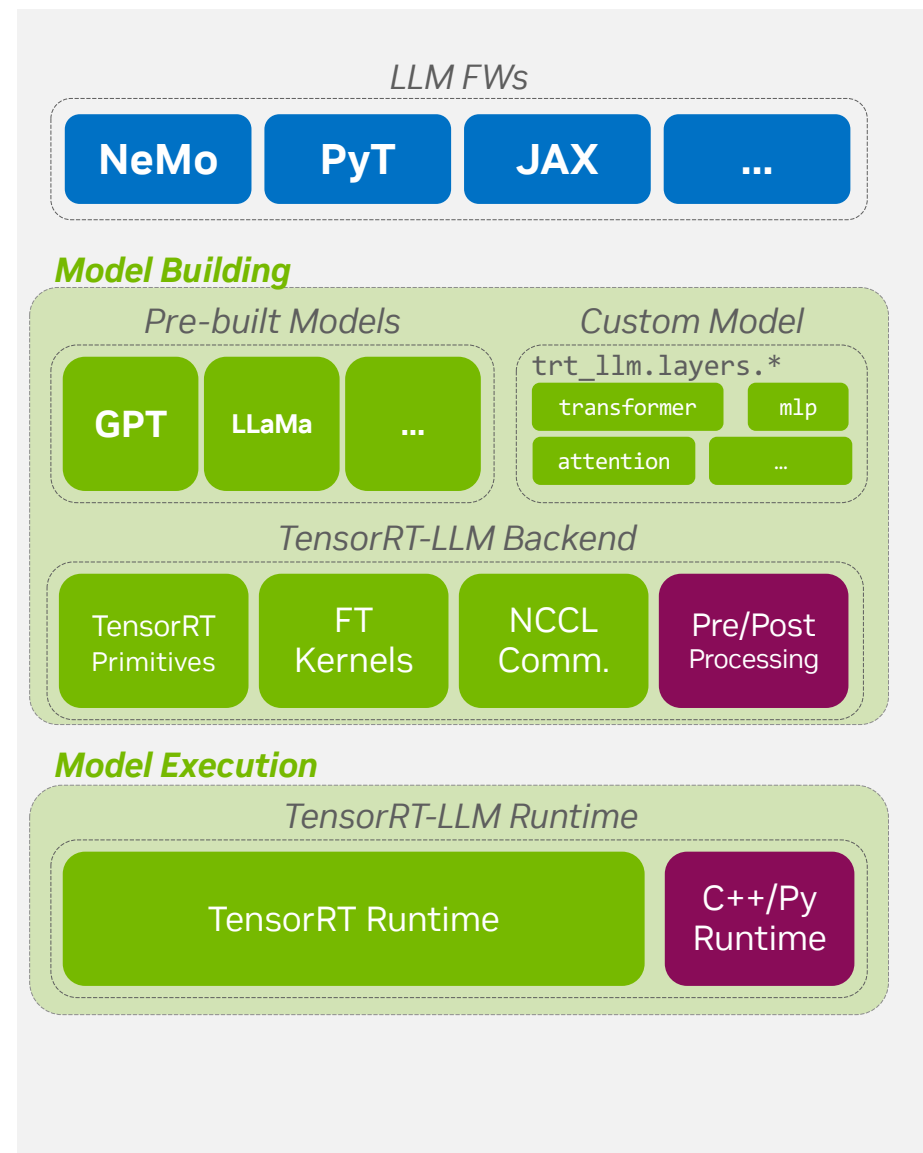 LLM FWs
NeMo
PyT
JAX
...
Model Building
Pre-built Models
GPT
LLaMa
...
Custom Model
trt_llm.layers.*
transformer
mlp
attention
…
TensorRT-LLM Backend
TensorRT
Primitives
FT
Kernels
NCCL
Comm.
Pre/Post
Processing
Model Execution
TensorRT-LLM Runtime
TensorRT Runtime
C++/Py
Runtime